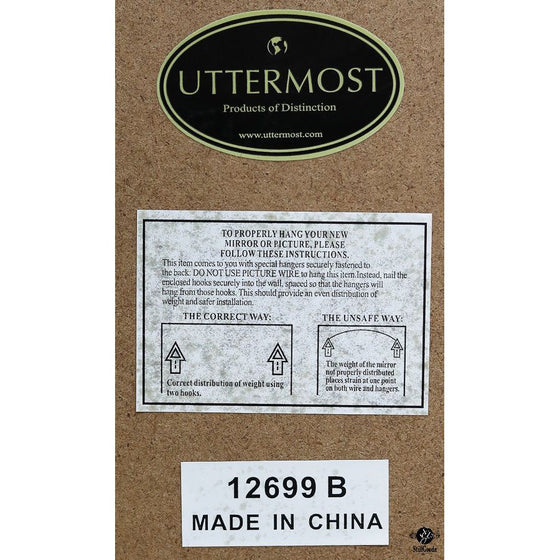 UTTERMOST
Products of Distinction
www.uttermost.com
TO PROPERLY HANG YOUR NEW
MIRROR OR PICTURE, PLEASE
FOLLOW THESE INSTRUCTIONS.
This item comes to you with special hangers securely fastened to
the back: DO NOT USE PICTURE WIRE to hang this item.Instead, nail the
enclosed hooks securely into the wall, spaced so that the hangers will
hang from those hooks. This should provide an even distribution of
weight and safer installation.
THE CORRECT WAY:
Correct distribution of weight using
two hooks.
THE UNSAFE WAY:
The weight of the mirror
not properly distributed
places strain at one point
on both wire and hangers.
12699 B
MADE IN CHINA
StillGoode